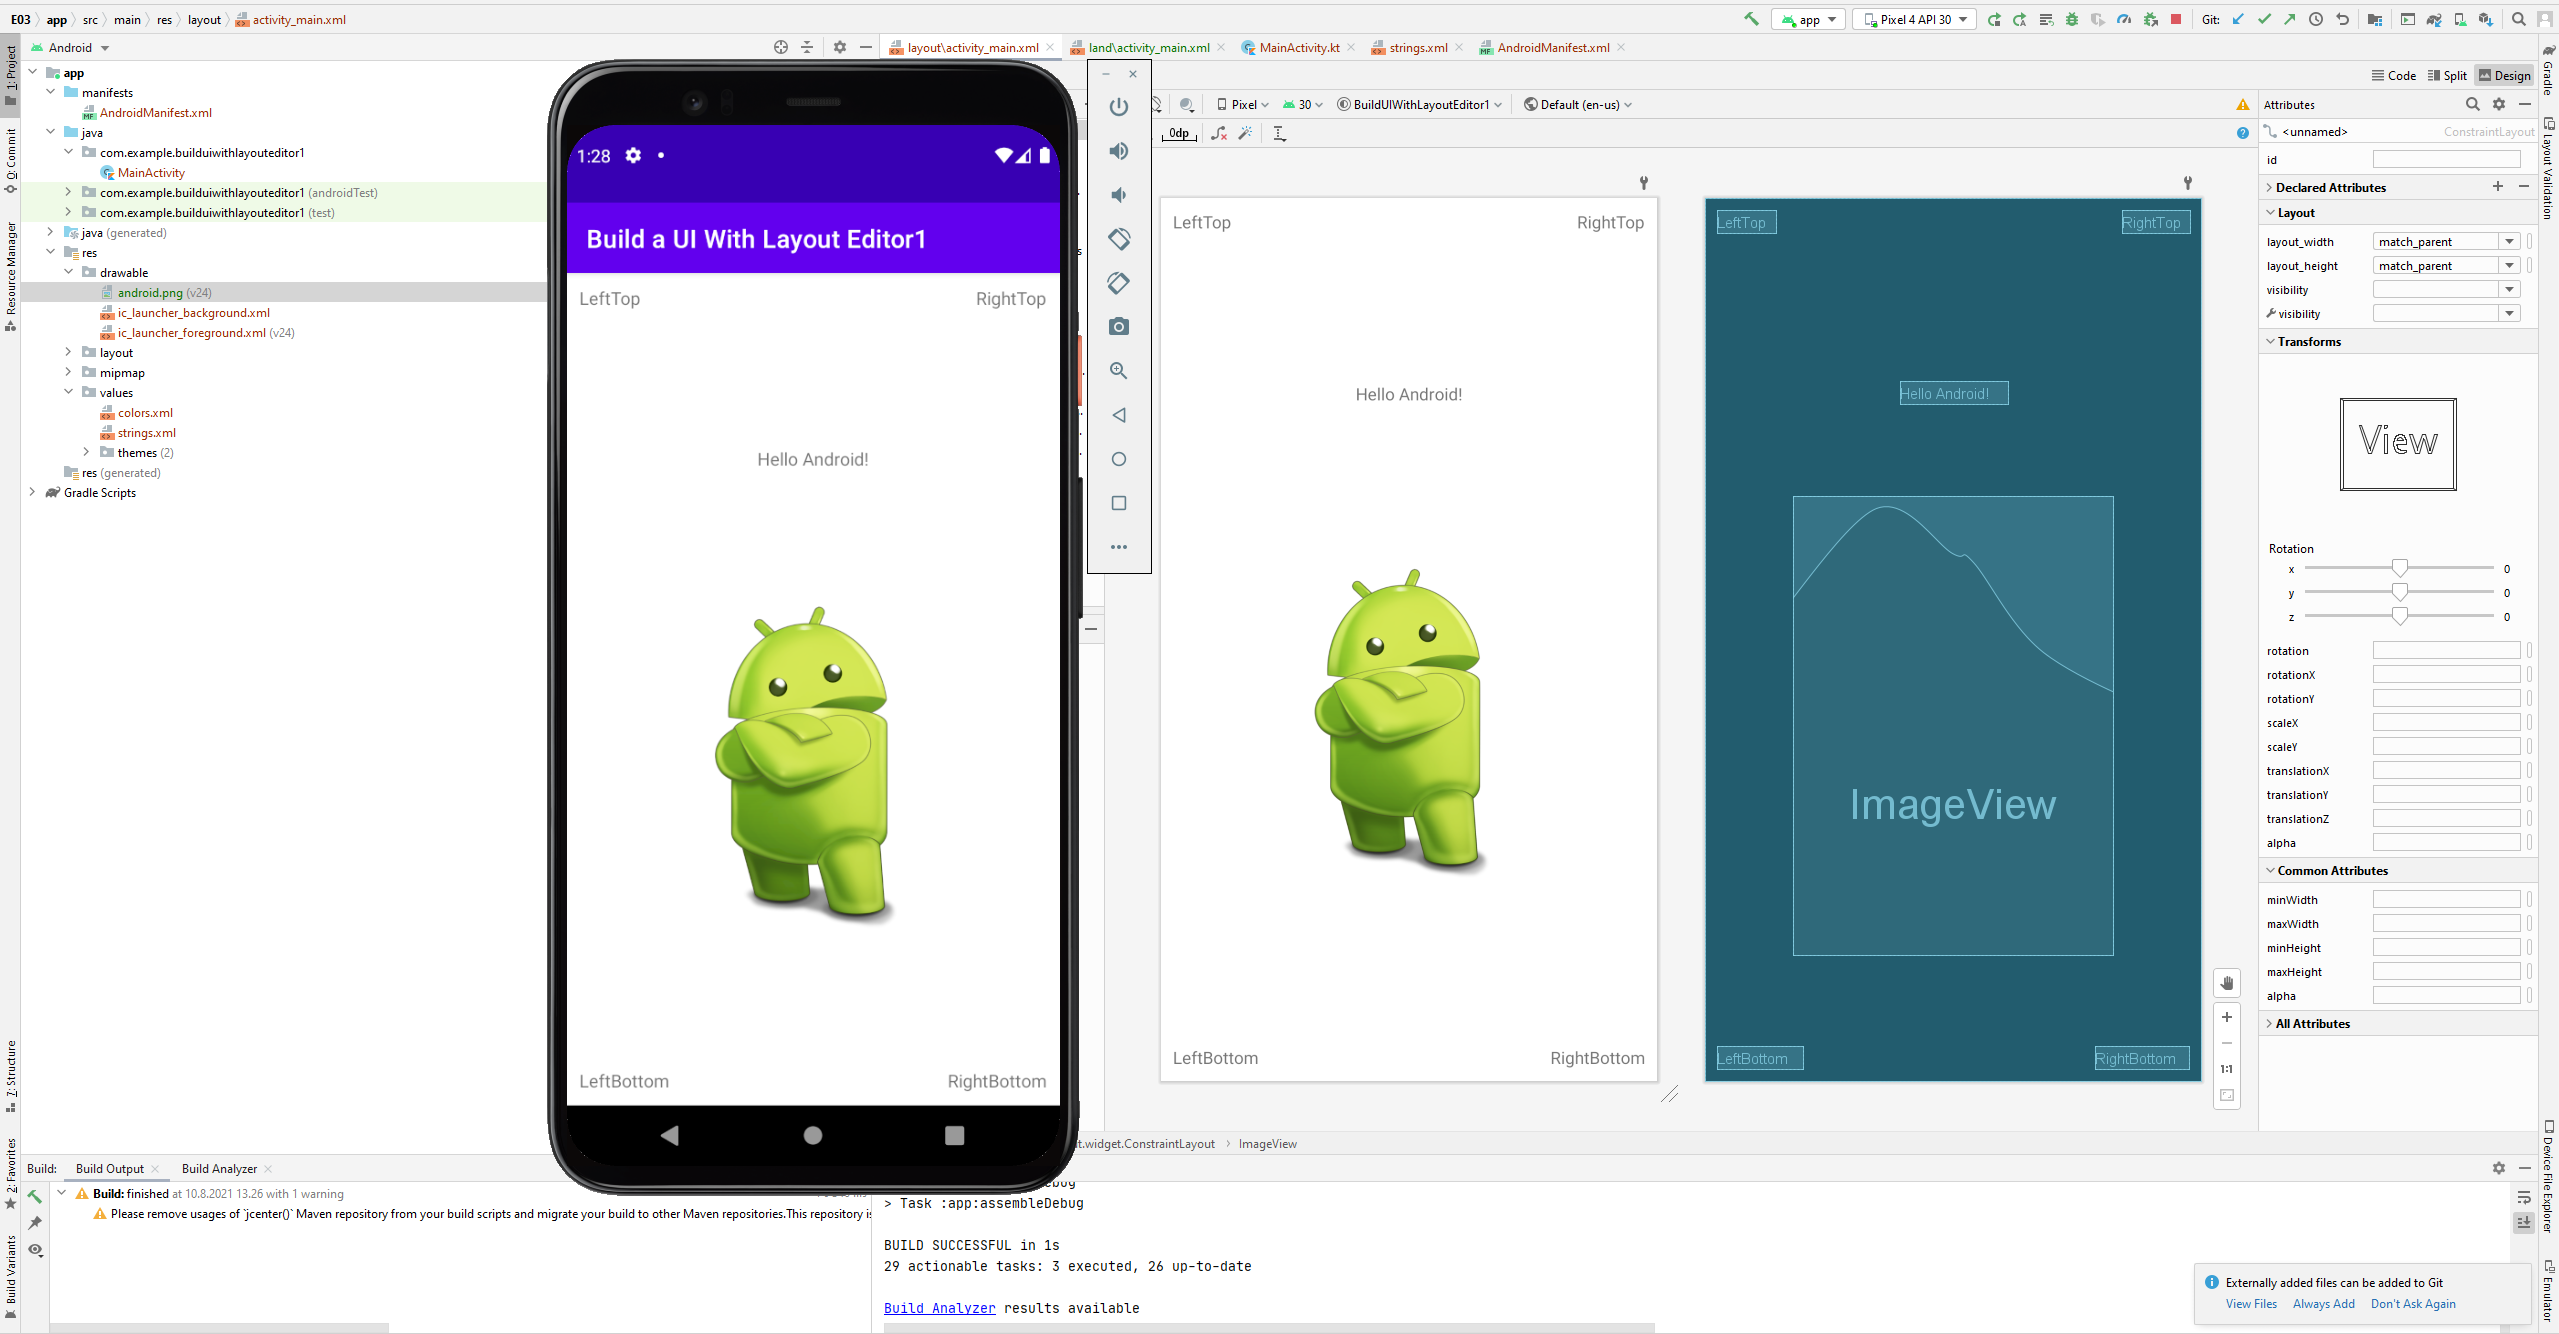 E03 app src main res layout activity_main.xml
app Pixel 4 API 30 Git:
Android
layout\activity_main.xml land\activity_main.xml MainActivity.kt strings.xml AndroidManifest.xml
1: Project
0: Commit
Resource Manager
Z: Structure
2: Favorites
Build Variants
app
manifests
AndroidManifest.xml
java
com.example.builduiwithlayouteditor1
MainActivity
com.example.builduiwithlayouteditor1 (androidTest)
com.example.builduiwithlayouteditor1 (test)
java (generated)
res
drawable
android.png (v24)
ic_launcher_background.xml
ic_launcher_foreground.xml (v24)
layout
mipmap
values
colors.xml
strings.xml
themes (2)
res (generated)
Gradle Scripts
1:28
Build a UI With Layout Editor1
LeftTop RightTop
Hello Android!
LeftBottom RightBottom
Code Split Design
Pixel 30 BuildUIWithLayoutEditor1 Default (en-us)
0dp
LeftTop RightTop
Hello Android!
LeftBottom RightBottom
LeftTop RightTop
Hello Android!
ImageView
LeftBottom RightBottom
1:1
t.widget.ConstraintLayout ImageView
Attributes
<unnamed> ConstraintLayout
id
Declared Attributes
Layout
layout_width match_parent
layout_height match_parent
visibility
visibility
Transforms
View
Rotation
x 0
y 0
z 0
rotation
rotationX
rotationY
scaleX
scaleY
translationX
translationY
translationZ
alpha
Common Attributes
minWidth
maxWidth
minHeight
maxHeight
alpha
All Attributes
Gradle
Layout Validation
Device File Explorer
Emulator
Build: Build Output Build Analyzer
Build: finished at 10.8.2021 13.26 with 1 warning
Please remove usages of `jcenter()` Maven repository from your build scripts and migrate your build to other Maven repositories.This repository is
> Task :app:assembleDebug
BUILD SUCCESSFUL in 1s
29 actionable tasks: 3 executed, 26 up-to-date
Build Analyzer results available
Externally added files can be added to Git
View Files Always Add Don't Ask Again